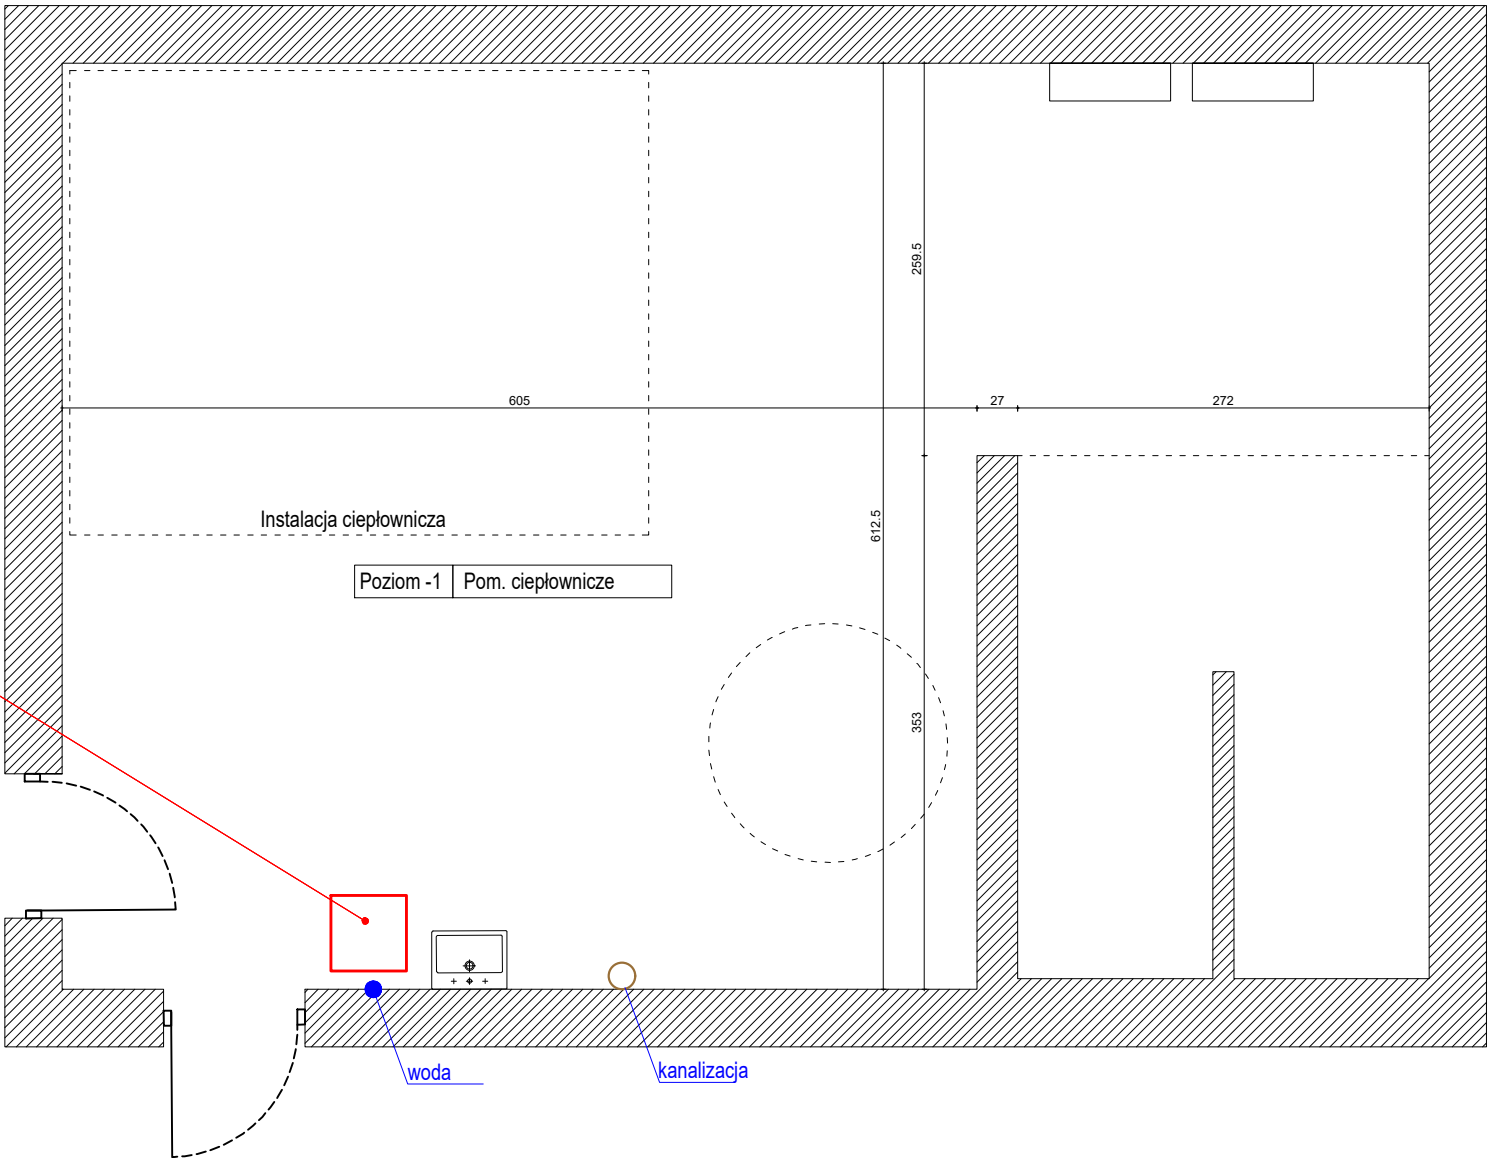 259.5
605
27
272
612.5
Instalacja ciepłownicza
Poziom -1
Pom. ciepłownicze
353
woda
kanalizacja